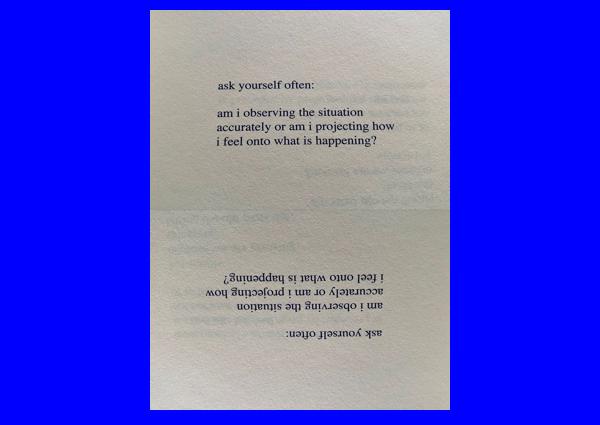 ask yourself often:
am i observing the situation
accurately or am i projecting how
i feel onto what is happening?
ask yourself often:
am i observing the situation
accurately or am i projecting how
i feel onto what is happening?